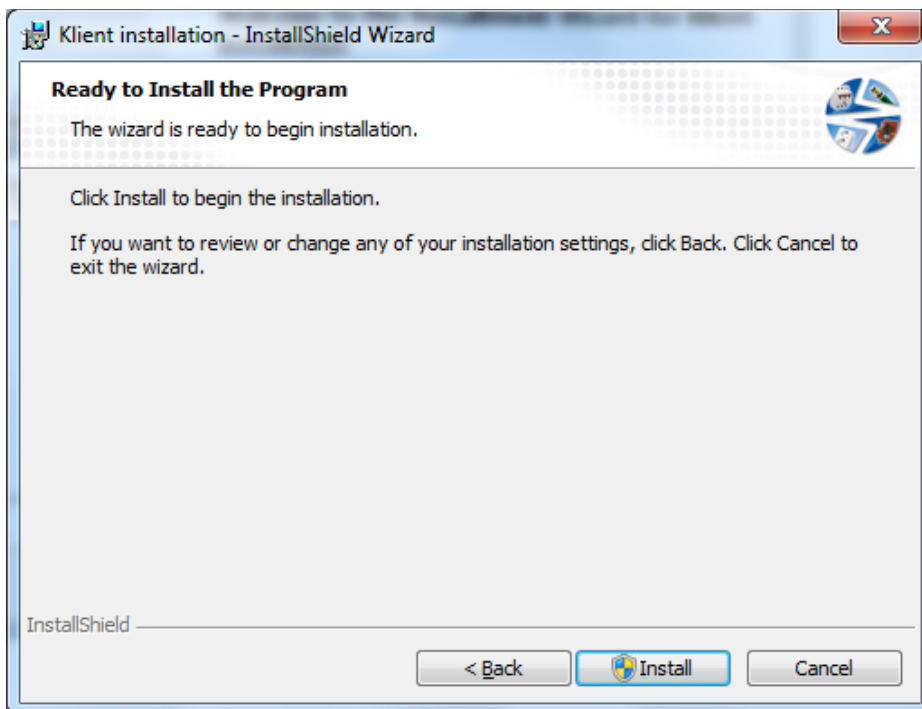 Klient installation - InstallShield Wizard
Ready to Install the Program
The wizard is ready to begin installation.
Click Install to begin the installation.
If you want to review or change any of your installation settings, click Back. Click Cancel to
exit the wizard.
InstallShield
< Back
Install
Cancel